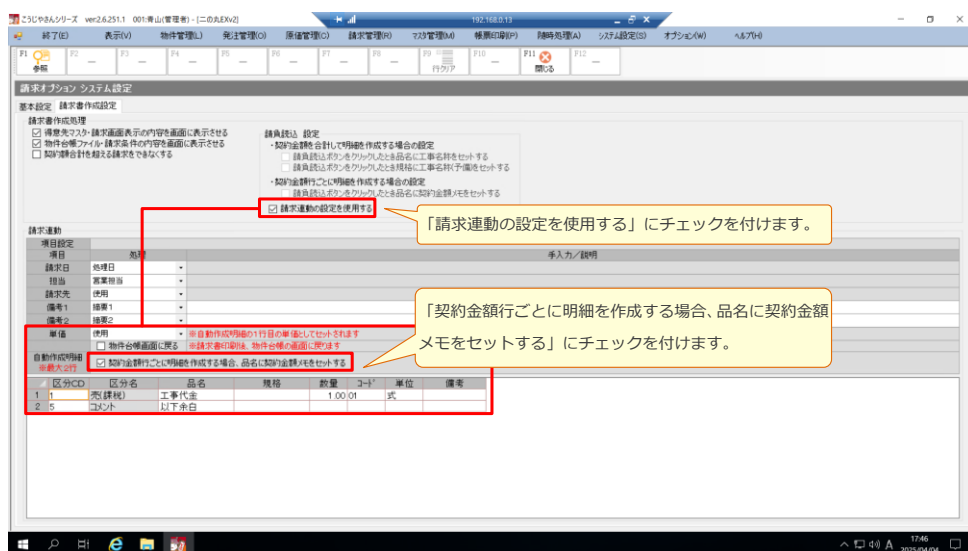 こうじやさんシリーズ ver.2.6.251.1 001:青山(管理者) - [二の丸EXv2]
192.168.0.13
終了(E) 表示(V) 物件管理(L) 発注管理(O) 原価管理(C) 請求管理(R) マスタ管理(M) 帳票印刷(P) 随時処理(A) システム設定(S) オプション(W) ヘルプ(H)
F1 F2 F3 F4 F5 F6 F7 F8 F9 F10 F11 F12
参照 行クリア 閉じる
請求オプション システム設定
基本設定 請求書作成設定
請求書作成処理
得意先マスタ・請求画面表示の内容を画面に表示させる
物件台帳ファイル・請求条件の内容を画面に表示させる
契約額合計を超える請求をできなくする
請負読込 設定
・契約金額を合計して明細を作成する場合の設定
請負読込ボタンをクリックしたとき品名に工事名称をセットする
請負読込ボタンをクリックしたとき規格に工事名称(予備)をセットする
・契約金額行ごとに明細を作成する場合の設定
請負読込ボタンをクリックしたとき品名に契約金額メモをセットする
請求連動の設定を使用する
「請求連動の設定を使用する」にチェックを付けます。
請求連動
項目設定
項目 処理 手入力/説明
請求日 処理日
担当 営業担当
請求先 使用
備考1 摘要1
備考2 摘要2
単価 使用 ※自動作成明細の1行目の単価としてセットされます
物件台帳画面に戻る ※請求書印刷後、物件台帳の画面に戻ります
自動作成明細
※最大2行
契約金額行ごとに明細を作成する場合、品名に契約金額メモをセットする
「契約金額行ごとに明細を作成する場合、品名に契約金額
メモをセットする」にチェックを付けます。
区分CD 区分名 品名 規格 数量 コード 単位 備考
1 1 売(課税) 工事代金 1.00 01 式
2 5 コメント 以下余白
A 17:46
2025/04/04